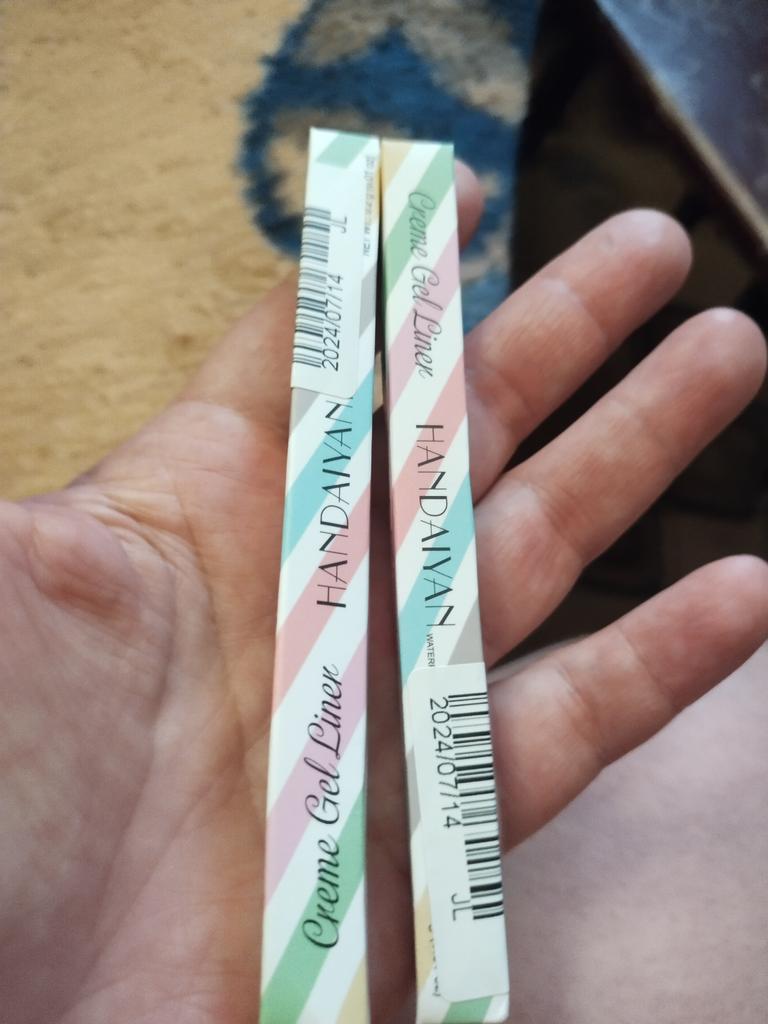 2024/07/14 JL
HANDAIYAN
Creme Gel Liner
Creme Gel Liner
HANDAIYAN
2024/07/14 JL